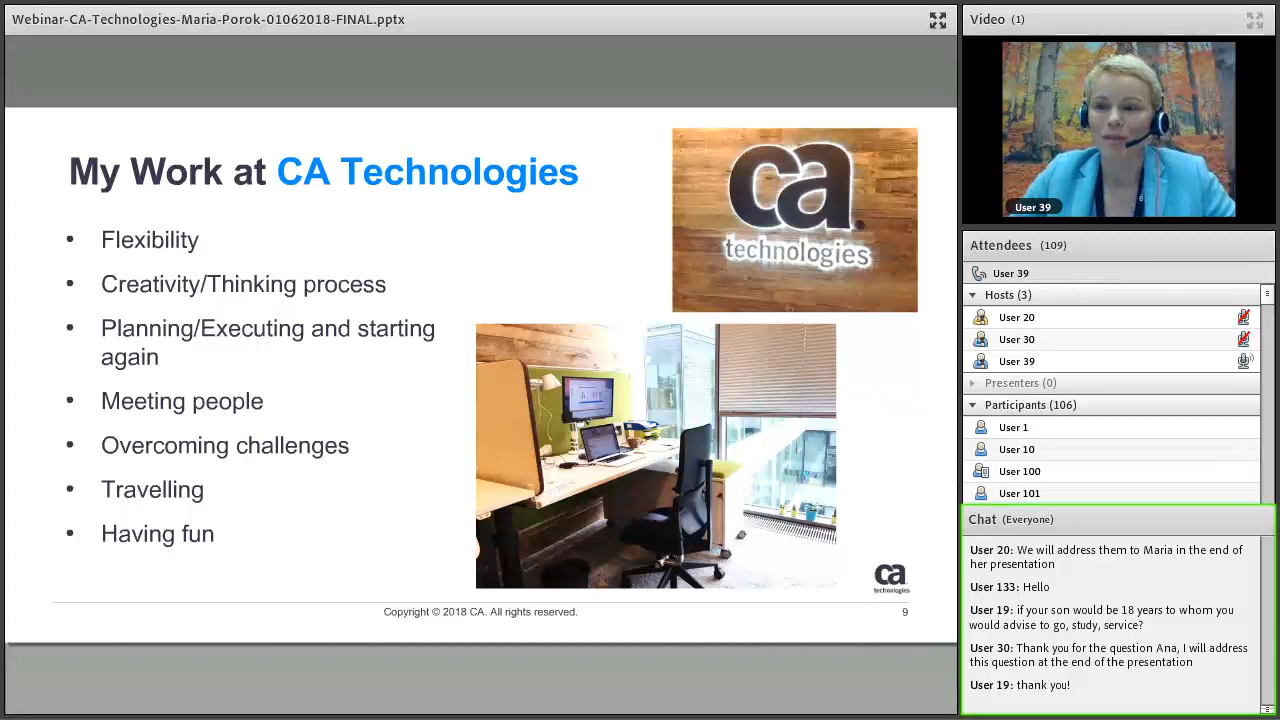 Webinar-CA-Technologies-Maria-Porok-01062018-FINAL.pptx
My Work at CA Technologies
• Flexibility
• Creativity/Thinking process
• Planning/Executing and starting
again
• Meeting people
• Overcoming challenges
• Travelling
• Having fun
ca
technologies
ca
technologies
Copyright © 2018 CA. All rights reserved.
9
Video (1)
User 39
Attendees (109)
User 39
Hosts (3)
User 20
User 30
User 39
Presenters (0)
Participants (106)
User 1
User 10
User 100
User 101
Chat (Everyone)
User 20: We will address them to Maria in the end of
her presentation
User 133: Hello
User 19: if your son would be 18 years to whom you
would advise to go, study, service?
User 30: Thank you for the question Ana, I will address
this question at the end of the presentation
User 19: thank you!